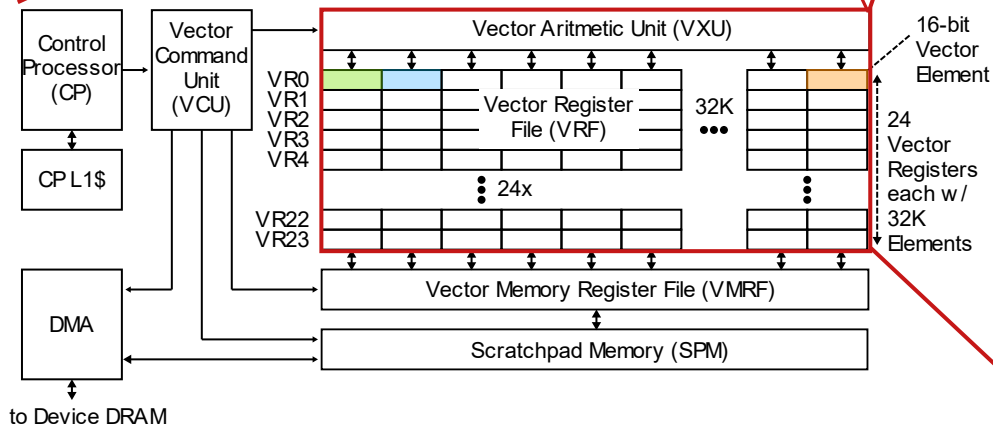 Control
Processor
(CP)
CP L1$
Vector
Command
Unit
(VCU)
Vector Aritmetic Unit (VXU)
VR0
VR1
VR2
VR3
VR4
VR22
VR23
Vector Register
File (VRF)
32K
24x
16-bit
Vector
Element
24
Vector
Registers
each w/
32K
Elements
Vector Memory Register File (VMRF)
DMA
Scratchpad Memory (SPM)
to Device DRAM